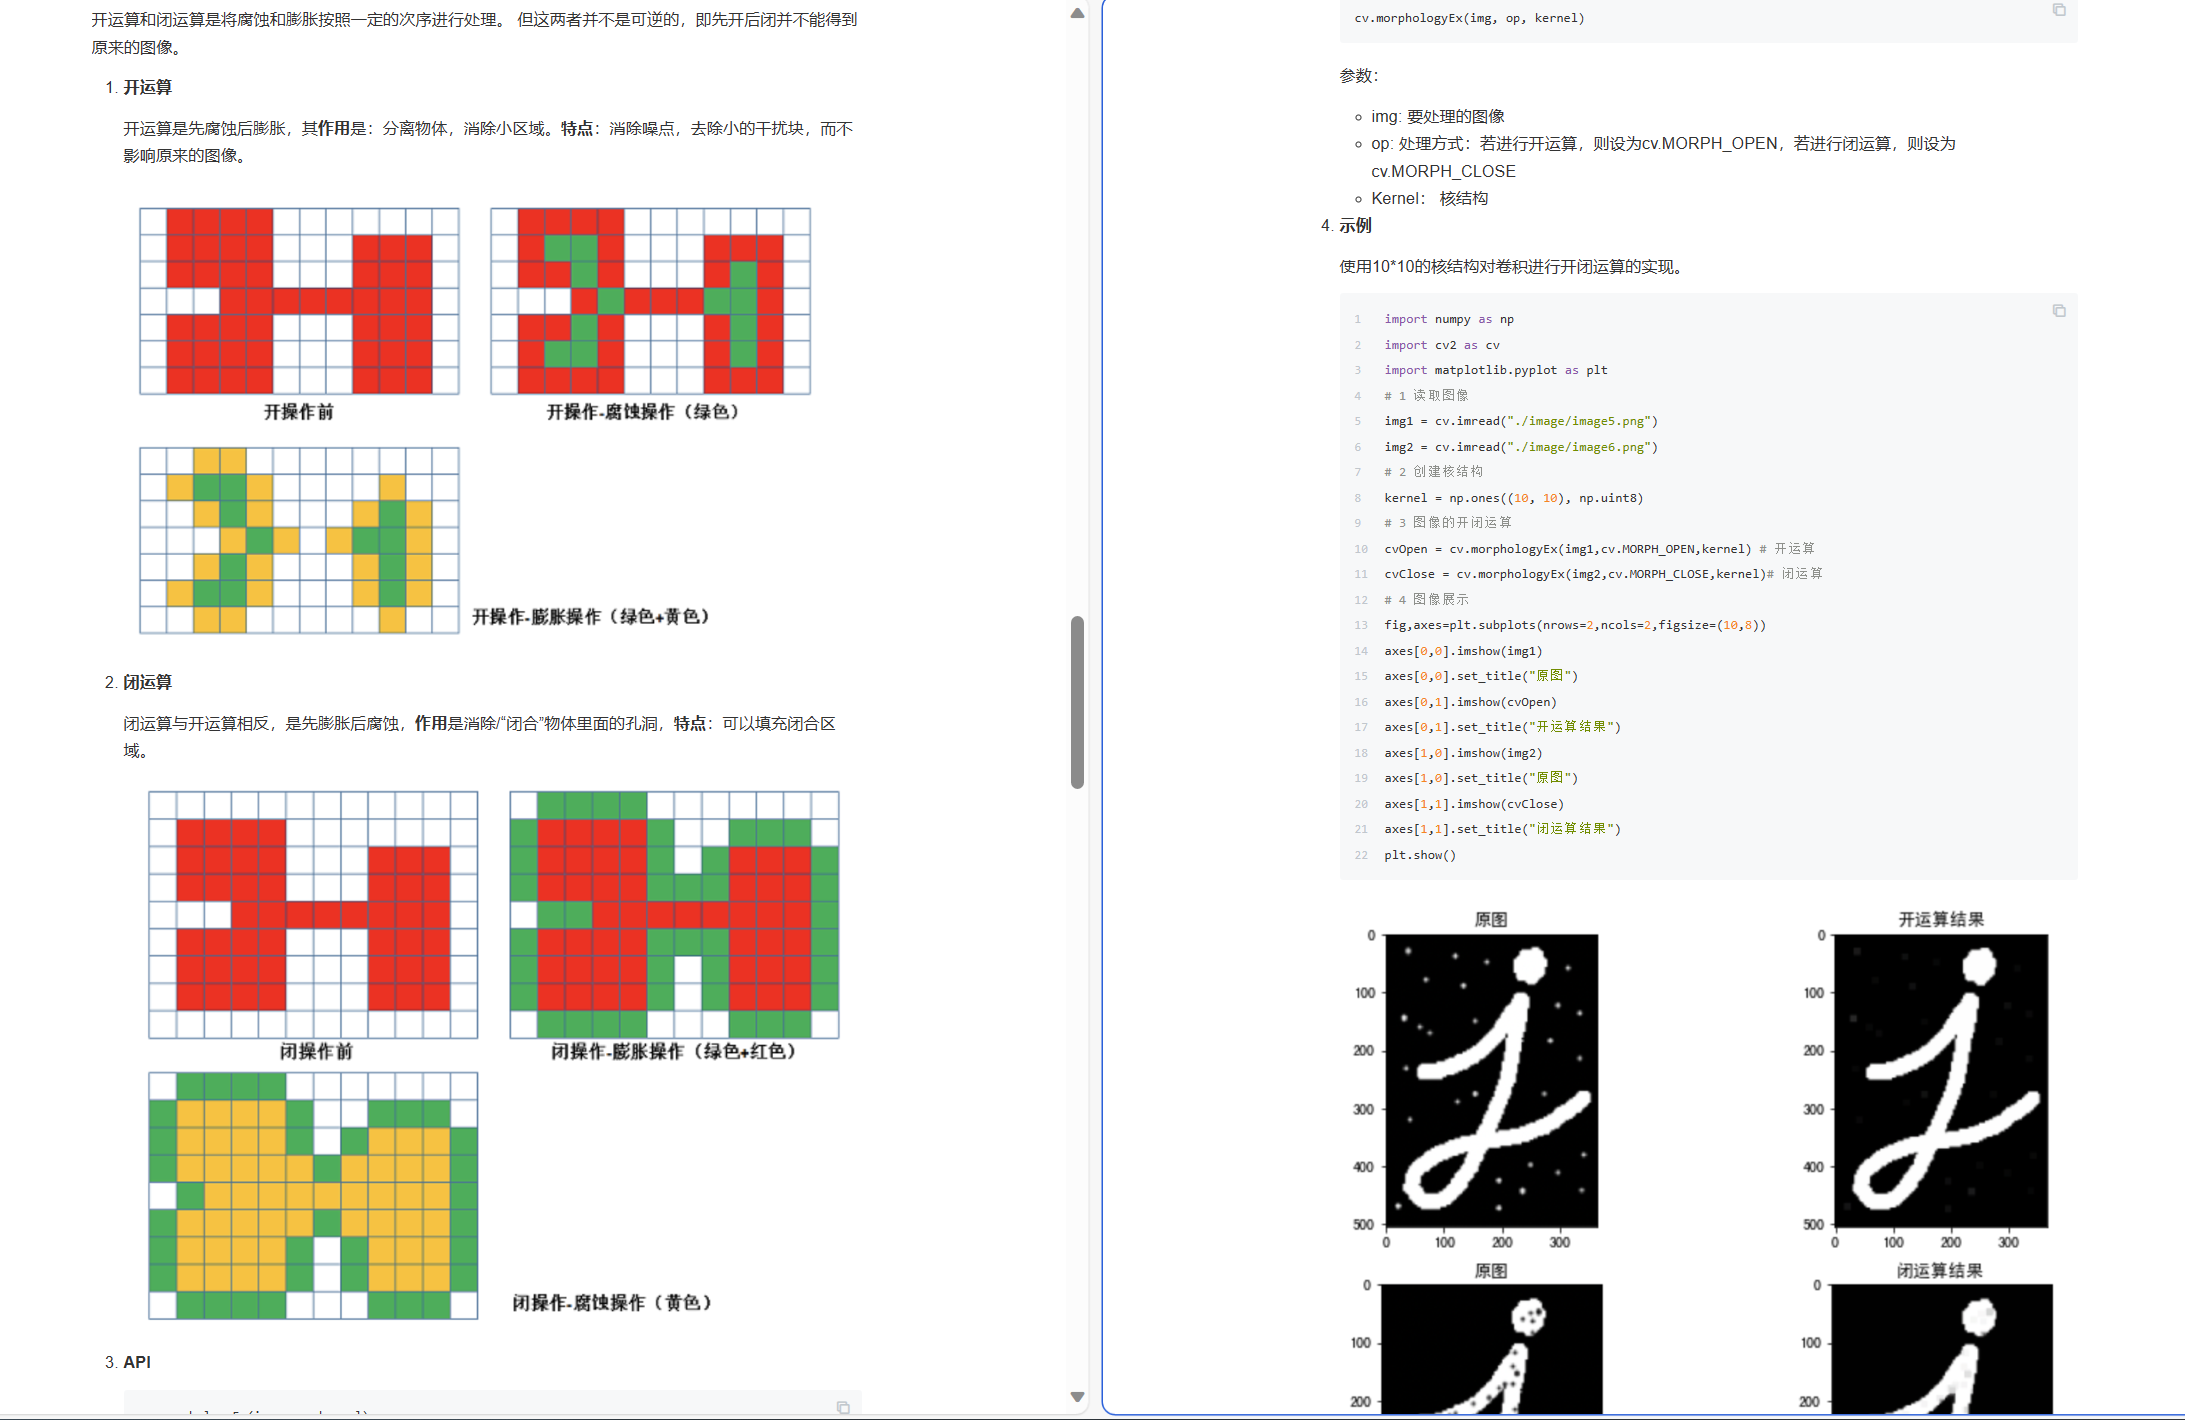 开运算和闭运算是将腐蚀和膨胀按照一定的次序进行处理。 但这两者并不是可逆的，即先开后闭并不能得到
原来的图像。
1. 开运算
开运算是先腐蚀后膨胀，其作用是：分离物体，消除小区域。特点：消除噪点，去除小的干扰块，而不
影响原来的图像。
开操作前
开操作-腐蚀操作（绿色）
开操作-膨胀操作（绿色+黄色）
2. 闭运算
闭运算与开运算相反，是先膨胀后腐蚀，作用是消除/“闭合”物体里面的孔洞，特点：可以填充闭合区
域。
闭操作前
闭操作-膨胀操作（绿色+红色）
闭操作-腐蚀操作（黄色）
3. API
cv.morphologyEx(img, op, kernel)
参数：
img: 要处理的图像
op: 处理方式：若进行开运算，则设为cv.MORPH_OPEN，若进行闭运算，则设为
cv.MORPH_CLOSE
Kernel： 核结构
4. 示例
使用10*10的核结构对卷积进行开闭运算的实现。
1 import numpy as np
2 import cv2 as cv
3 import matplotlib.pyplot as plt
4 # 1 读取图像
5 img1 = cv.imread("./image/image5.png")
6 img2 = cv.imread("./image/image6.png")
7 # 2 创建核结构
8 kernel = np.ones((10, 10), np.uint8)
9 # 3 图像的开闭运算
10 cvOpen = cv.morphologyEx(img1,cv.MORPH_OPEN,kernel) # 开运算
11 cvClose = cv.morphologyEx(img2,cv.MORPH_CLOSE,kernel)# 闭运算
12 # 4 图像展示
13 fig,axes=plt.subplots(nrows=2,ncols=2,figsize=(10,8))
14 axes[0,0].imshow(img1)
15 axes[0,0].set_title("原图")
16 axes[0,1].imshow(cvOpen)
17 axes[0,1].set_title("开运算结果")
18 axes[1,0].imshow(img2)
19 axes[1,0].set_title("原图")
20 axes[1,1].imshow(cvClose)
21 axes[1,1].set_title("闭运算结果")
22 plt.show()
原图
0
100
200
300
400
500
0 100 200 300
开运算结果
0
100
200
300
400
500
0 100 200 300
原图
0
100
200
闭运算结果
0
100
200